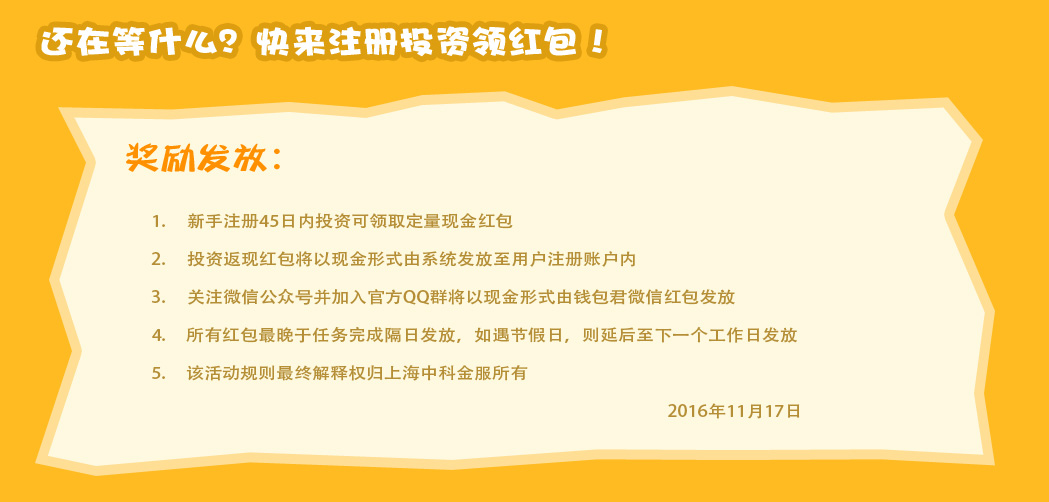 还在等什么？快来注册投资领红包！
奖励发放：
1. 新手注册45日内投资可领取定量现金红包
2. 投资返现红包将以现金形式由系统发放至用户注册账户内
3. 关注微信公众号并加入官方QQ群将以现金形式由钱包君微信红包发放
4. 所有红包最晚于任务完成隔日发放，如遇节假日，则延后至下一个工作日发放
5. 该活动规则最终解释权归上海中科金服所有
2016年11月17日